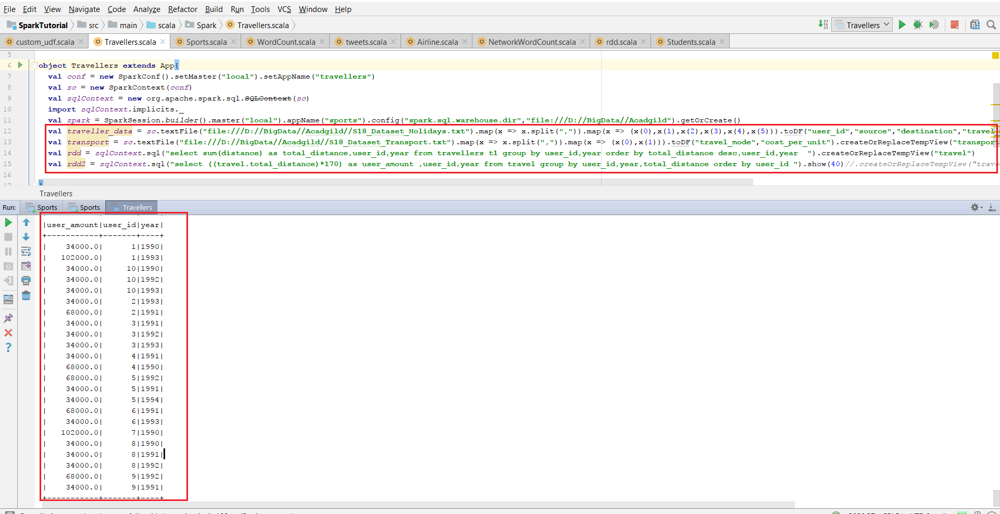 File Edit View Navigate Code Analyze Refactor Build Run Tools VCS Window Help
SparkTutorial src main scala Spark Travellers.scala Travellers
custom_udf.scala Travellers.scala Sports.scala WordCount.scala tweets.scala Airline.scala NetworkWordCount.scala rdd.scala Students.scala
5
6 object Travellers extends App{
7 val conf = new SparkConf().setMaster("local").setAppName("travellers")
8 val sc = new SparkContext(conf)
9 val sqlContext = new org.apache.spark.sql.SQLContext(sc)
10 import sqlContext.implicits._
11 val spark = SparkSession.builder().master("local").appName("sports").config("spark.sql.warehouse.dir","file:///D://BigData//Acadgild").getOrCreate()
12 val traveller_data = sc.textFile("file:///D://BigData//Acadgild//S18_Dataset_Holidays.txt").map(x => x.split(",")).map(x => (x(0),x(1),x(2),x(3),x(4),x(5))).toDF("user_id","source","destination","travel
13 val transport = sc.textFile("file:///D://BigData//Acadgild//S18_Dataset_Transport.txt").map(x => x.split(",")).map(x => (x(0),x(1))).toDF("travel_mode","cost_per_unit").createOrReplaceTempView("transport
14 val rdd = sqlContext.sql("select sum(distance) as total_distance,user_id,year from travellers t1 group by user_id,year order by total_distance desc,user_id,year  ").createOrReplaceTempView("travel")
15 val rdd2 = sqlContext.sql("select ((travel.total_distance)*170) as user_amount ,user_id,year from travel group by user_id,year,total_distance order by user_id ").show(40)//.createOrReplaceTempView("trave
16
17 }
Travellers
Run: Sports Sports Travellers
|user_amount|user_id|year|
+-----------+-------+----+
|    34000.0|      1|1990|
|   102000.0|      1|1993|
|    34000.0|     10|1990|
|    34000.0|     10|1992|
|    34000.0|     10|1993|
|    34000.0|      2|1993|
|    68000.0|      2|1991|
|    34000.0|      3|1991|
|    34000.0|      3|1992|
|    34000.0|      3|1993|
|    34000.0|      4|1991|
|    68000.0|      4|1990|
|    68000.0|      5|1992|
|    34000.0|      5|1991|
|    34000.0|      5|1994|
|    68000.0|      6|1991|
|    34000.0|      6|1993|
|   102000.0|      7|1990|
|    34000.0|      8|1990|
|    34000.0|      8|1991|
|    34000.0|      8|1992|
|    68000.0|      9|1992|
|    34000.0|      9|1991|
+-----------+-------+----+